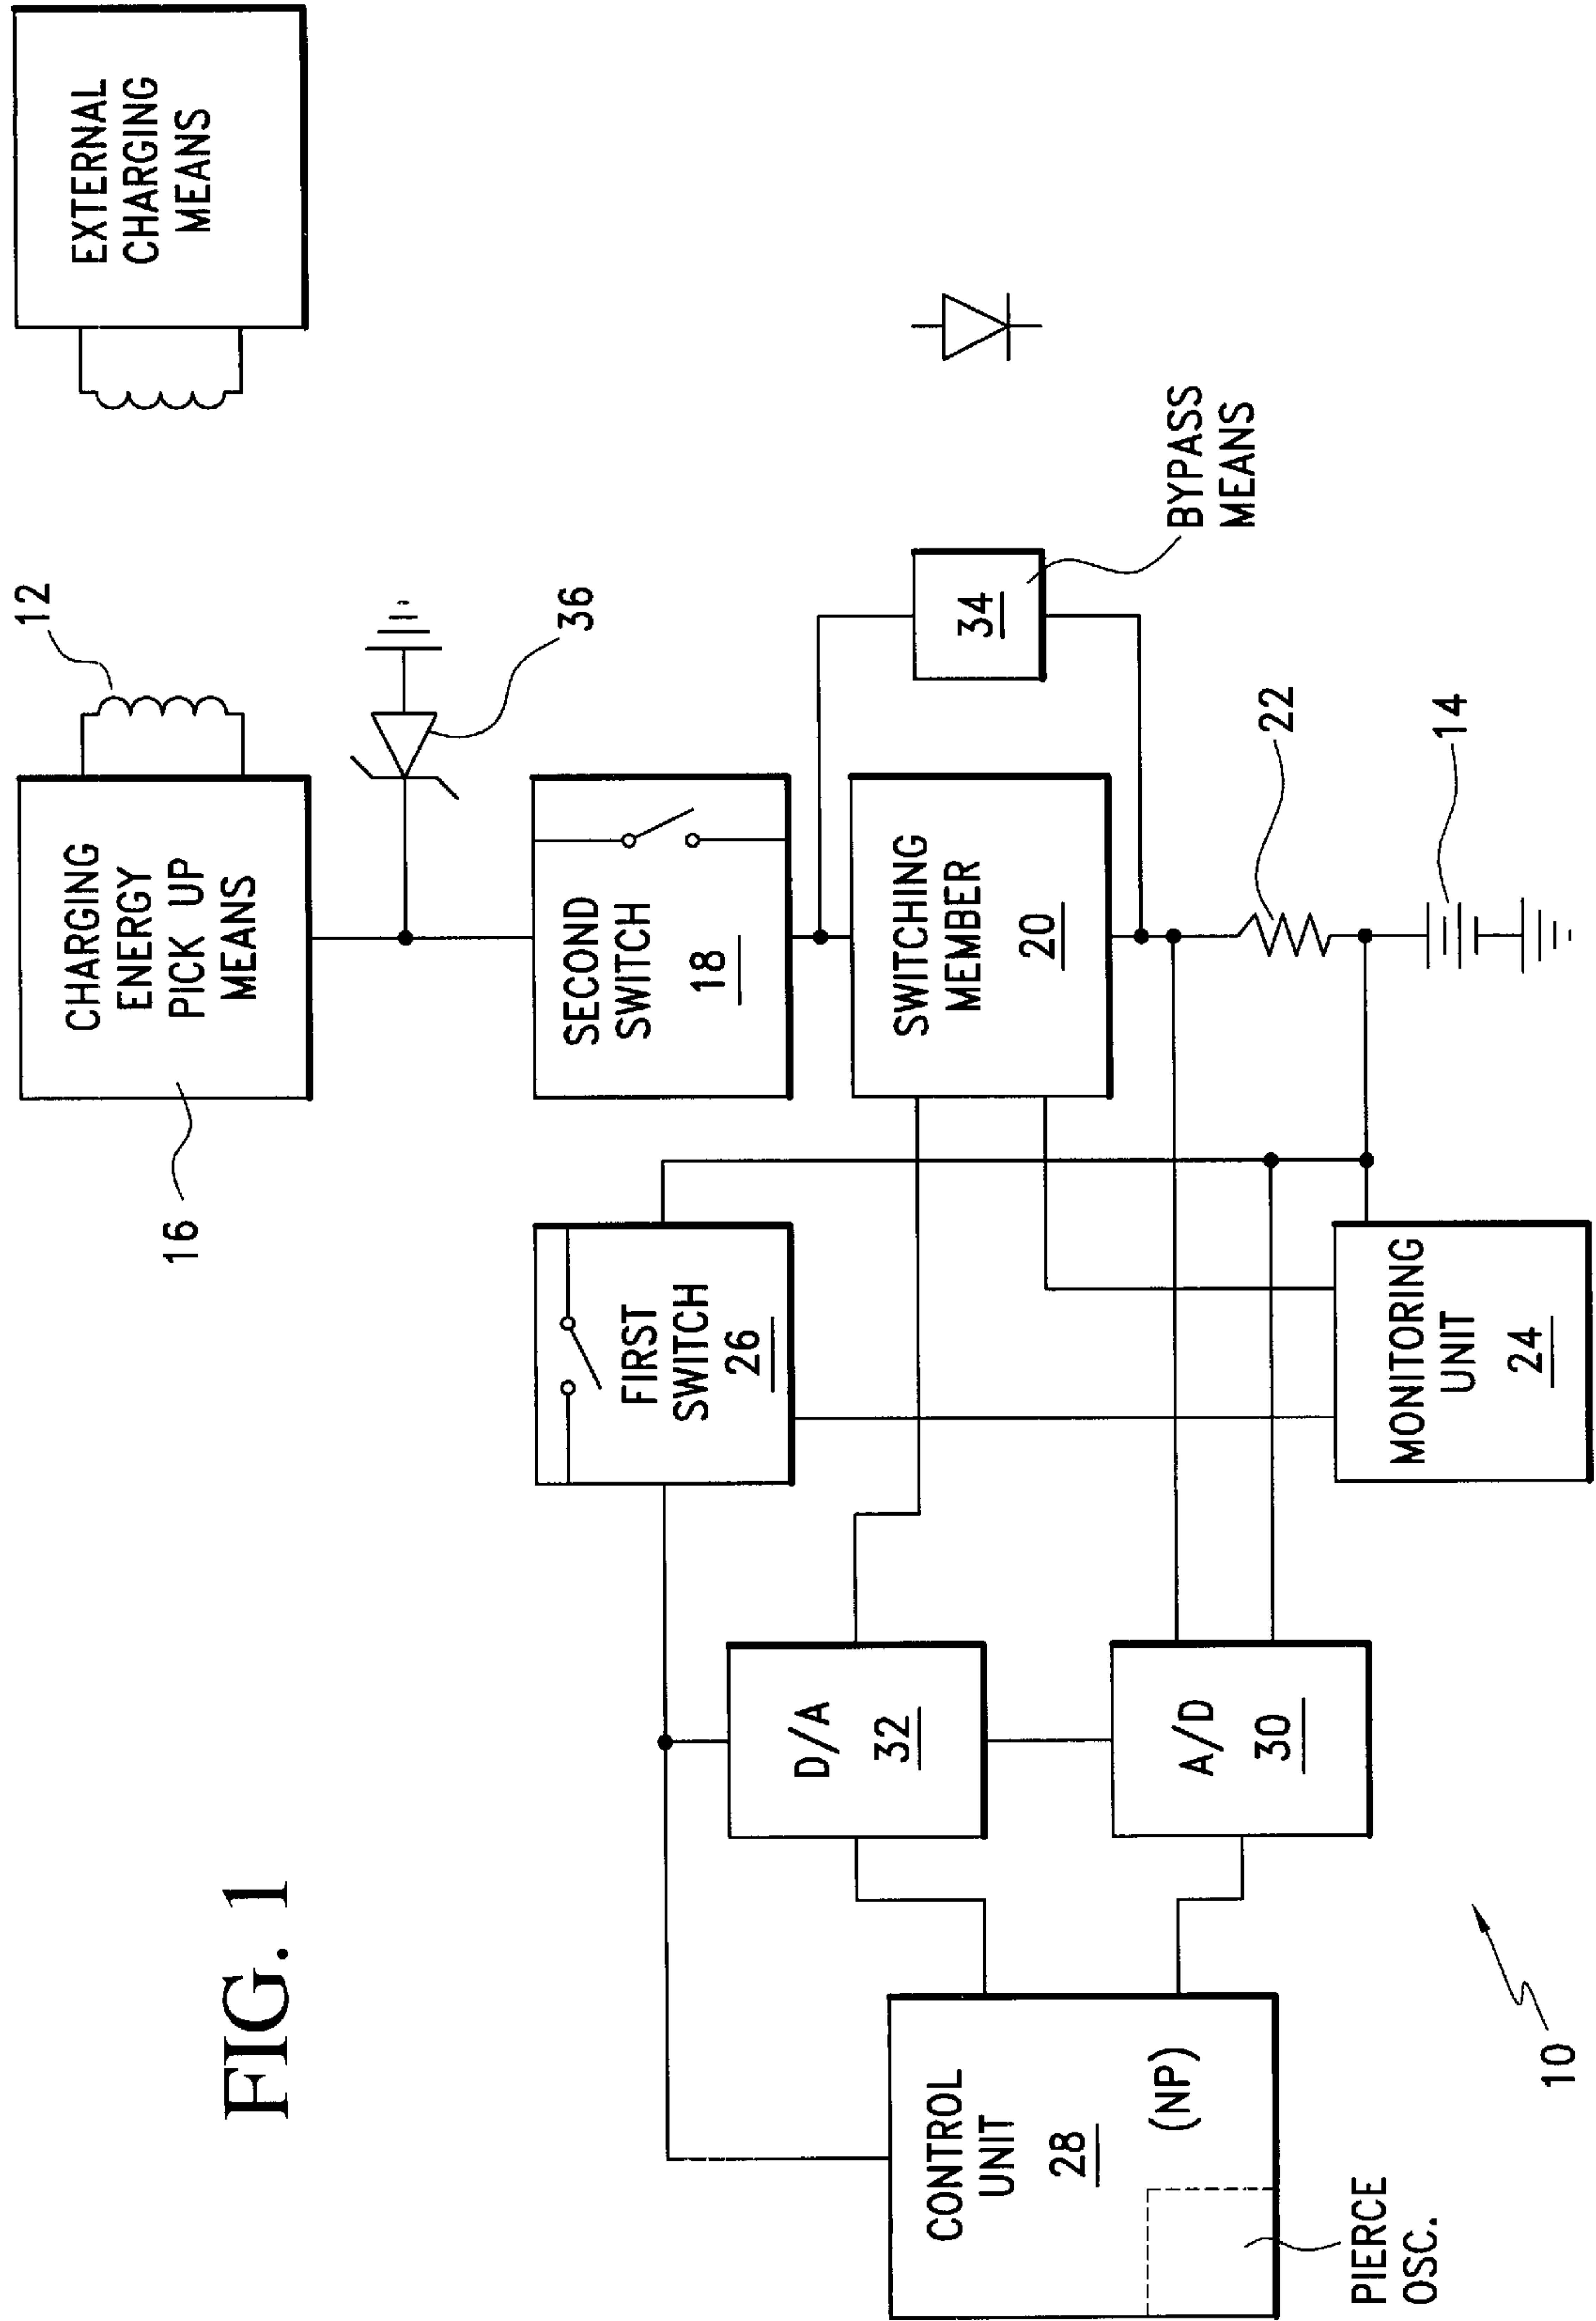 FIG. 1
EXTERNAL
CHARGING
MEANS
12
CHARGING
ENERGY
PICK UP
MEANS
16
36
SECOND
SWITCH
18
FIRST
SWITCH
26
SWITCHING
MEMBER
20
34
BYPASS
MEANS
22
14
D/A
32
A/D
30
MONITORING
UNIT
24
CONTROL
UNIT
28
(NP)
PIERCE
OSC.
10